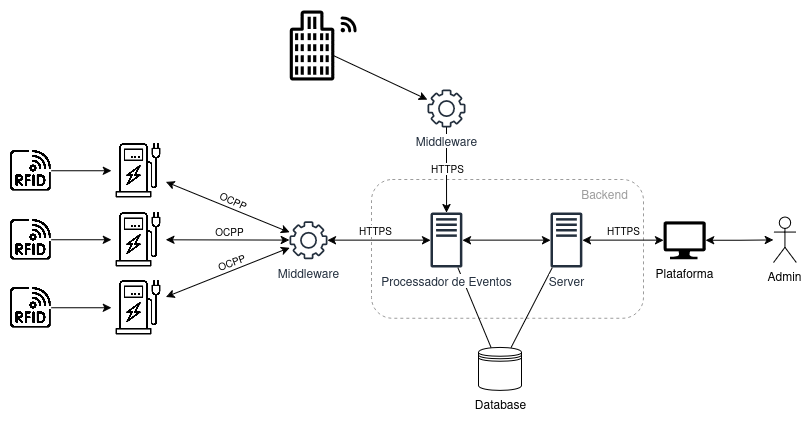 Middleware
HTTPS
Backend
RFID
OCPP
RFID
OCPP
HTTPS
HTTPS
RFID
OCPP
Middleware
Processador de Eventos
Server
Plataforma
Admin
Database